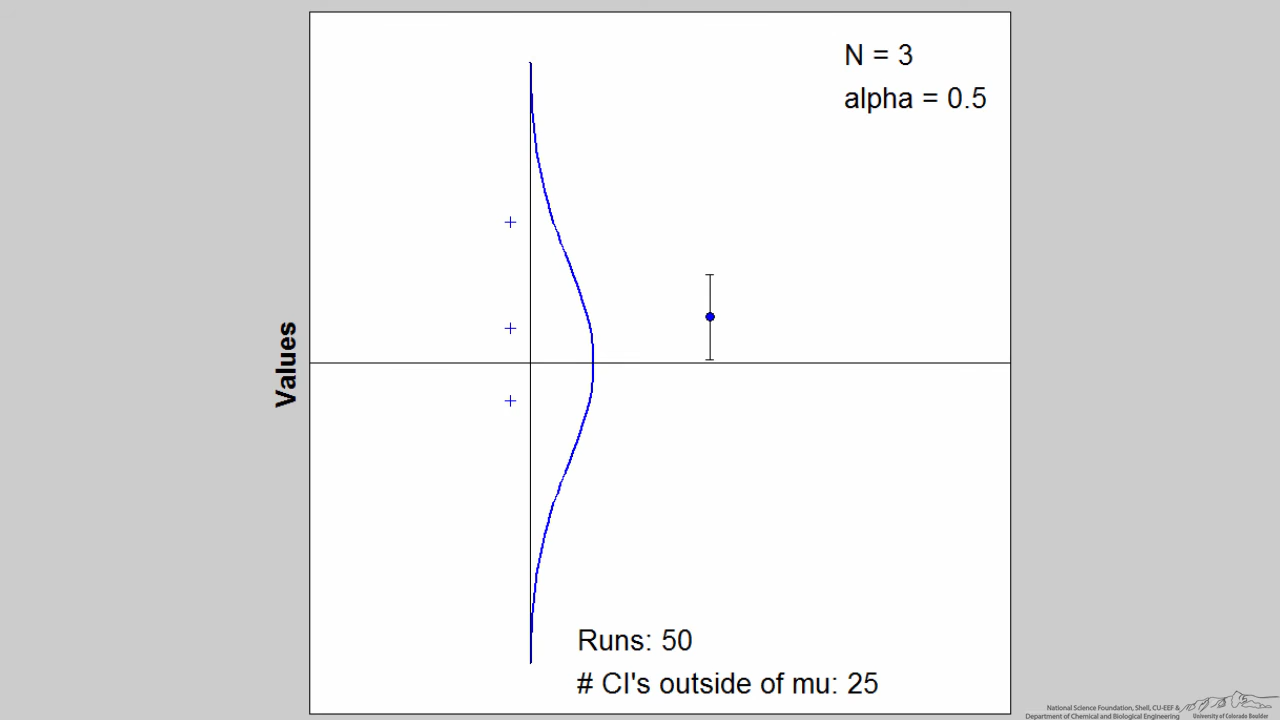 N = 3
alpha = 0.5
Values
Runs: 50
# CI's outside of mu: 25
National Science Foundation, Shell, CU-EEF &
Department of Chemical and Biological Engineering
University of Colorado Boulder